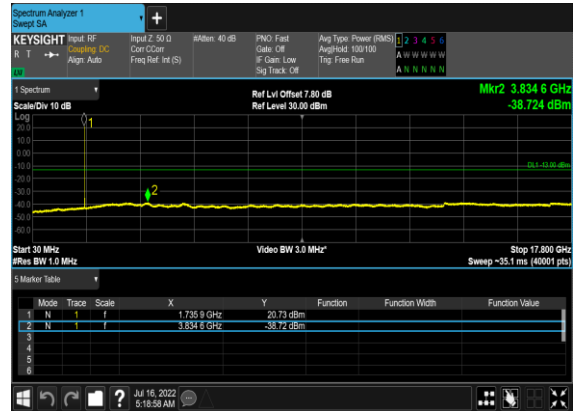 Spectrum Analyzer 1
Swept SA
+
KEYSIGHT Input: RF Input Z: 50 Ω #Atten: 40 dB PNO: Fast Avg Type: Power (RMS) 1 2 3 4 5 6
R T Coupling: DC Corr CCorr Gate: Off Avg|Hold: 100/100 A W W W W W
Align: Auto Freq Ref: Int (S) IF Gain: Low Trig: Free Run
Sig Track: Off A N N N N N
LW
1 Spectrum Ref Lvl Offset 7.80 dB Mkr2 3.834 6 GHz
Scale/Div 10 dB Ref Level 30.00 dBm -38.724 dBm
Log
1
20.0
10.0
0.00
-10.0
DL1 -13.00 dBm
-20.0
-30.0
2
-40.0
-50.0
-60.0
Start 30 MHz Video BW 3.0 MHz* Stop 17.800 GHz
#Res BW 1.0 MHz Sweep ~35.1 ms (40001 pts)
5 Marker Table
Mode Trace Scale X Y Function Function Width Function Value
1 N 1 f 1.735 9 GHz 20.73 dBm
2 N 1 f 3.834 6 GHz -38.72 dBm
3
4
5
6
? Jul 16, 2022
5:18:58 AM